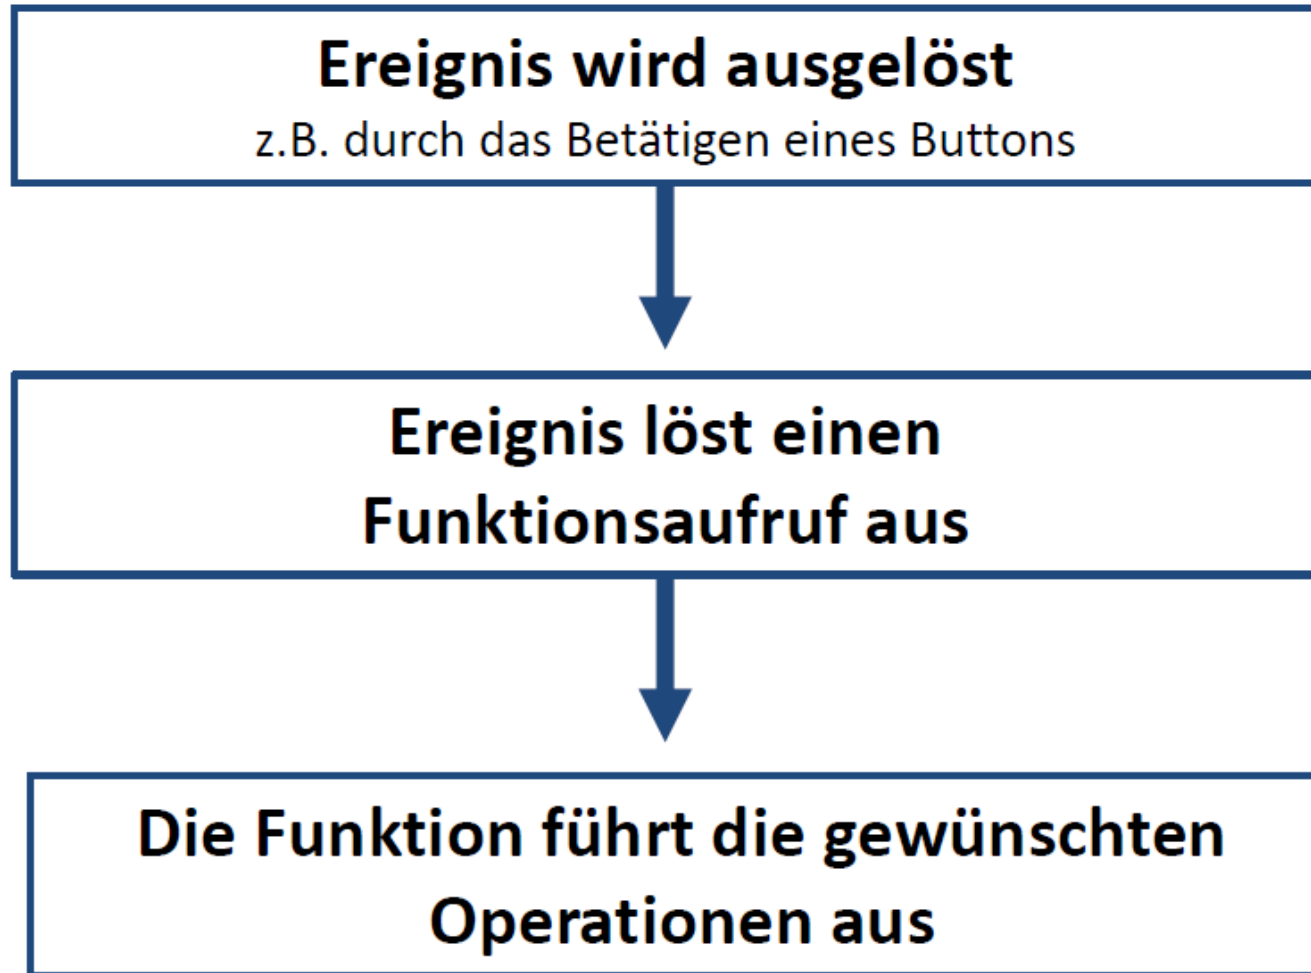 Ereignis wird ausgelöst
z.B. durch das Betätigen eines Buttons
Ereignis löst einen
Funktionsaufruf aus
Die Funktion führt die gewünschten
Operationen aus